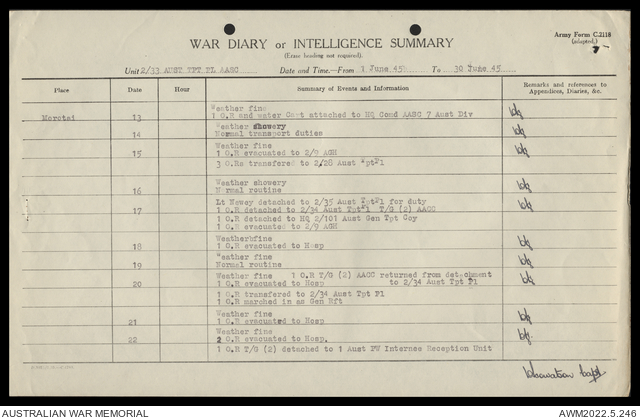 Army Form C.2118
(adapted.)
WAR DIARY or INTELLIGENCE SUMMARY
(Erase heading not required).
Unit 2/33 AUST TPT PL AASC Date and Time.—From 1 June 45 To 30 June 45
Place Date Hour Summary of Events and Information Remarks and references to Appendices, Diaries, &c.
Weather fine
Morotai 13 1 O.R and water Cart attached to HQ Comd AASC 7 Aust Div
Weather showery
14 Normal transport duties
Weather fine
15 1 O.R evacuated to 2/9 AGH
3 O.Rs transfered to 2/28 Aust "pt"l
Weather showery
16 Normal routine
Lt Newey detached to 2/35 Aust Tpt"l for duty
17 1 O.R detached to 2/34 Aust Tpt"l T/G (2) AACC
1 O.R detached to HQ 2/101 Aust Gen Tpt Coy
1 O.R evacuated to 2/9 AGH
Weather fine
18 1 O.R evacuated to Hosp
"eather fine
19 Normal routine
Weather fine 1 O.R T/G (2) AACC returned from detachment
20 1 O.R evacuated to Hosp to 2/34 Aust Tpt Pl
1 O.R transfered to 2/34 Aust Tpt Pl
1 O.R marched in as Gen Rft
Weather fine
21 1 O.R evacuated to Hosp
Weather fine
22 2 O.R evacuated to Hosp.
1 O.R T/G (2) detached to 1 Aust PW Internee Reception Unit
AUSTRALIAN WAR MEMORIAL AWM2022.5.246